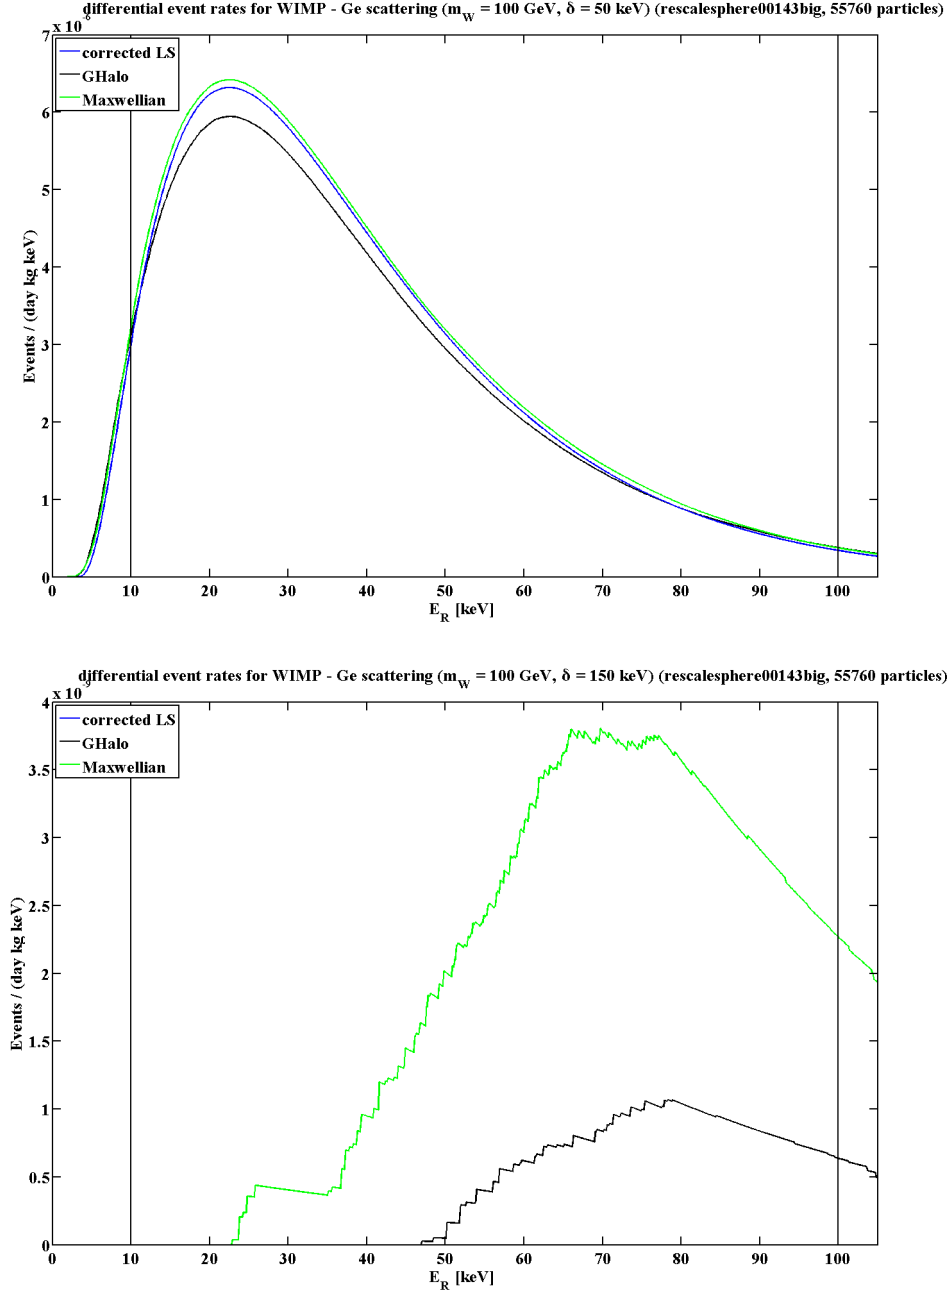 differential event rates for WIMP - Ge scattering (m_W = 100 GeV, δ = 50 keV) (rescalesphere00143big, 55760 particles)
7 x 10^-6
corrected LS
GHalo
Maxwellian
6
5
4
3
2
1
0
Events / (day kg keV)
0 10 20 30 40 50 60 70 80 90 100
E_R [keV]
differential event rates for WIMP - Ge scattering (m_W = 100 GeV, δ = 150 keV) (rescalesphere00143big, 55760 particles)
4 x 10^-9
corrected LS
GHalo
Maxwellian
3.5
3
2.5
2
1.5
1
0.5
0
Events / (day kg keV)
0 10 20 30 40 50 60 70 80 90 100
E_R [keV]